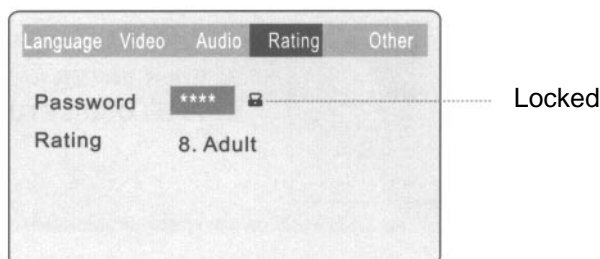 Language Video Audio Rating Other
Password **** Locked
Rating 8. Adult